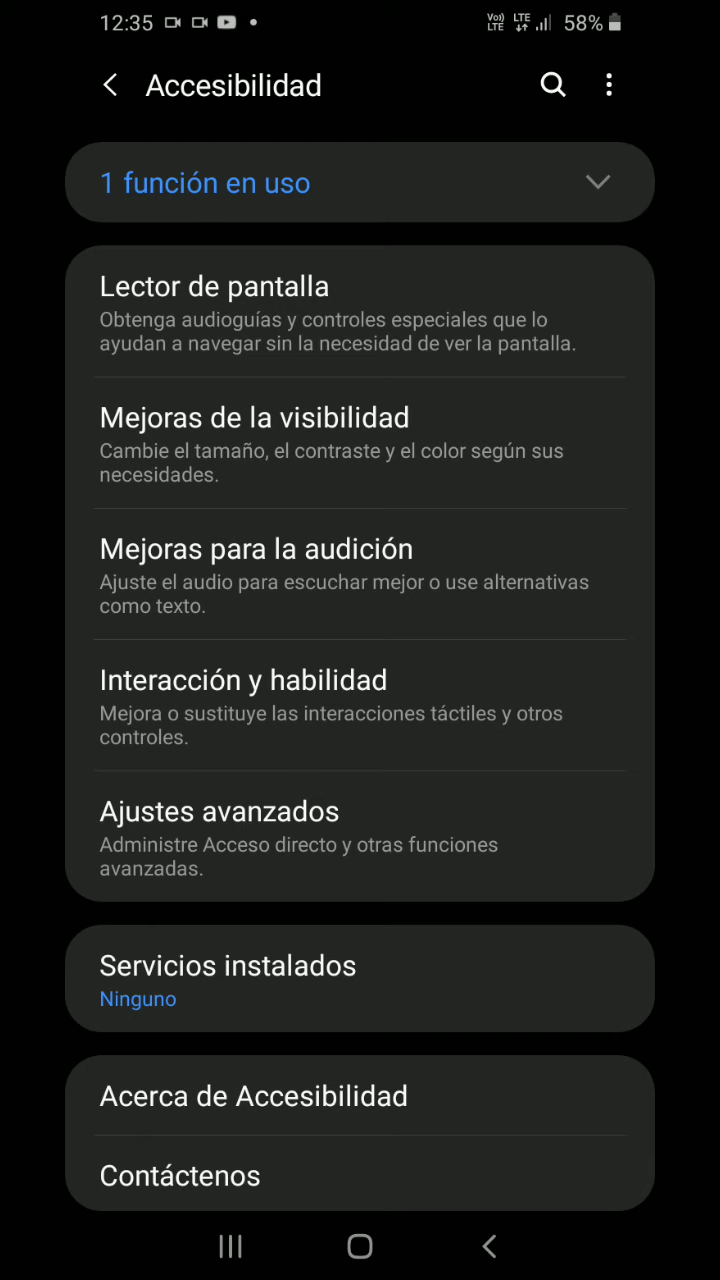 12:35
Vo)) LTE
LTE
58%
Accesibilidad
1 función en uso
Lector de pantalla
Obtenga audioguías y controles especiales que lo
ayudan a navegar sin la necesidad de ver la pantalla.
Mejoras de la visibilidad
Cambie el tamaño, el contraste y el color según sus
necesidades.
Mejoras para la audición
Ajuste el audio para escuchar mejor o use alternativas
como texto.
Interacción y habilidad
Mejora o sustituye las interacciones táctiles y otros
controles.
Ajustes avanzados
Administre Acceso directo y otras funciones
avanzadas.
Servicios instalados
Ninguno
Acerca de Accesibilidad
Contáctenos